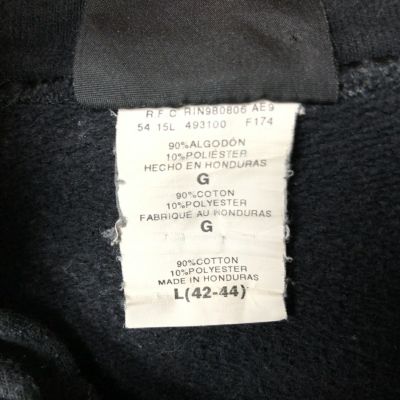 R F C RIN980806 AE9
54 15L 493100 F174
90%ALGODÓN
10%POLIÉSTER
HECHO EN HONDURAS
G
90%COTON
10%POLYESTER
FABRIQUÉ AU HONDURAS
G
90%COTTON
10%POLYESTER
MADE IN HONDURAS
L(42-44)